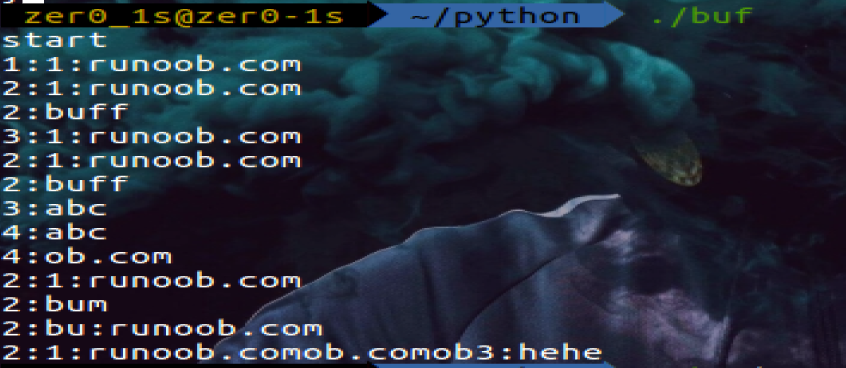 zer0_1s@zer0-1s ~/python ./buf
start
1:1:runoob.com
2:1:runoob.com
2:buff
3:1:runoob.com
2:1:runoob.com
2:buff
3:abc
4:abc
4:ob.com
2:1:runoob.com
2:bum
2:bu:runoob.com
2:1:runoob.comob.comob3:hehe